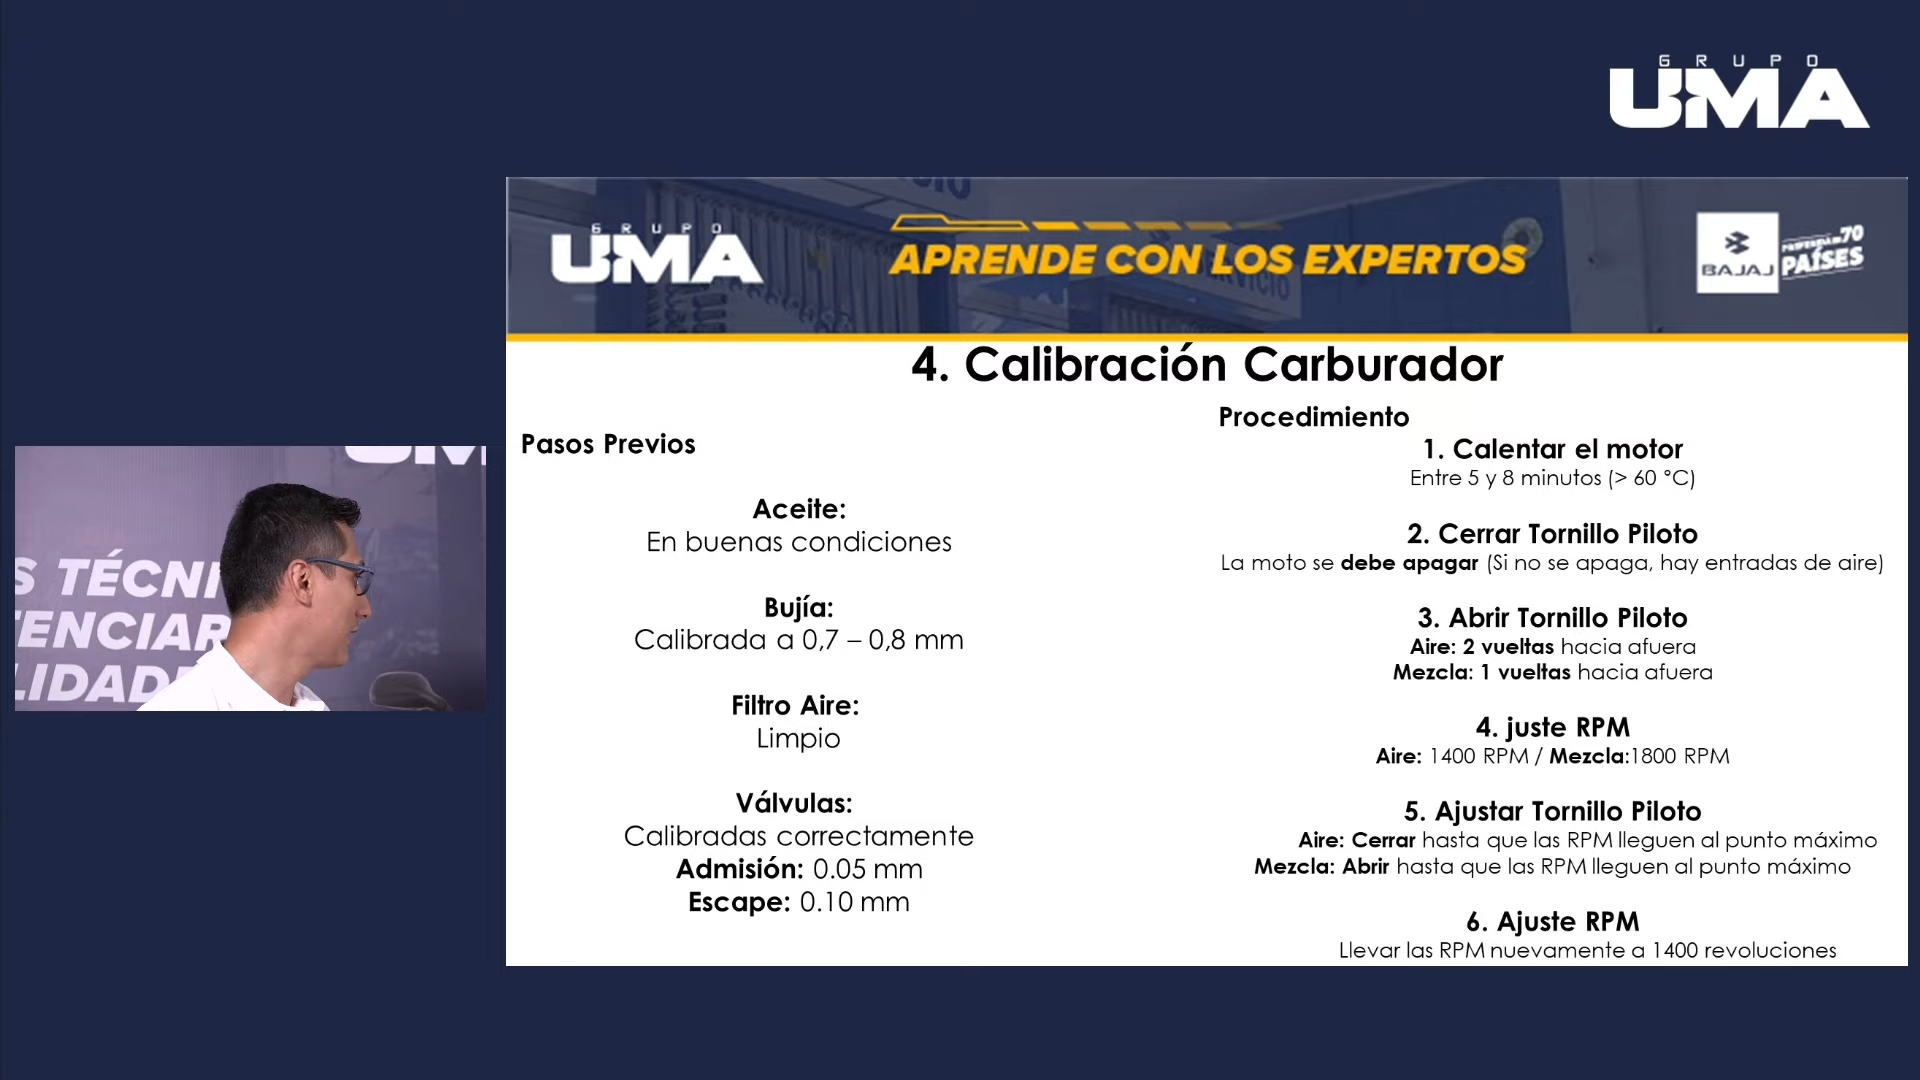 GRUPO
UMA
GRUPO
UMA
APRENDE CON LOS EXPERTOS
BAJAJ
70
PAÍSES
4. Calibración Carburador
Pasos Previos
Aceite:
En buenas condiciones
Bujía:
Calibrada a 0,7 – 0,8 mm
Filtro Aire:
Limpio
Válvulas:
Calibradas correctamente
Admisión: 0.05 mm
Escape: 0.10 mm
Procedimiento
1. Calentar el motor
Entre 5 y 8 minutos (> 60 °C)
2. Cerrar Tornillo Piloto
La moto se debe apagar (Si no se apaga, hay entradas de aire)
3. Abrir Tornillo Piloto
Aire: 2 vueltas hacia afuera
Mezcla: 1 vueltas hacia afuera
4. juste RPM
Aire: 1400 RPM / Mezcla:1800 RPM
5. Ajustar Tornillo Piloto
Aire: Cerrar hasta que las RPM lleguen al punto máximo
Mezcla: Abrir hasta que las RPM lleguen al punto máximo
6. Ajuste RPM
Llevar las RPM nuevamente a 1400 revoluciones
S TÉCNI
ENCIAR
LIDAD